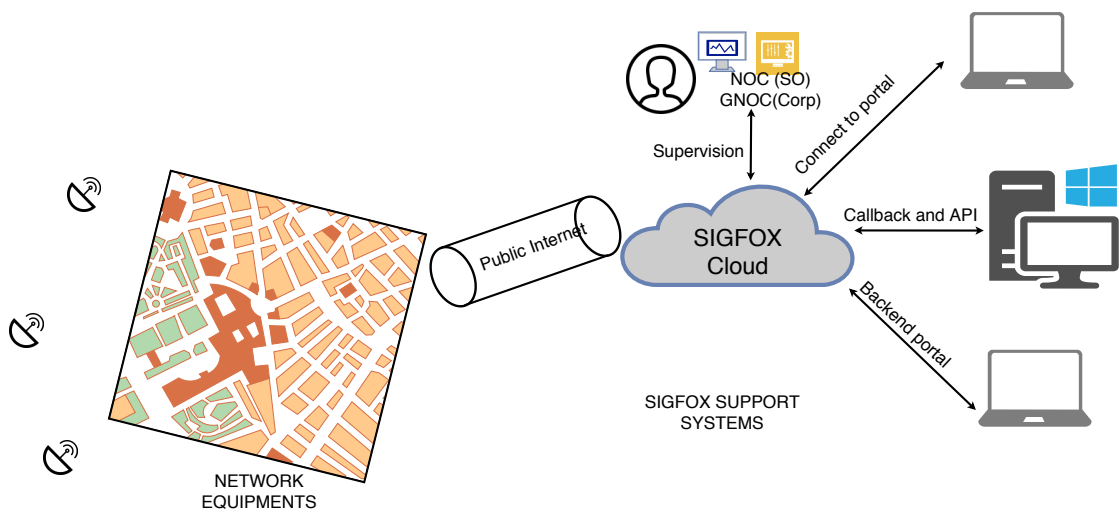 NOC (SO)
GNOC(Corp)
Supervision
Connect to portal
Callback and API
Backend portal
SIGFOX
Cloud
Public Internet
SIGFOX SUPPORT
SYSTEMS
NETWORK
EQUIPMENTS